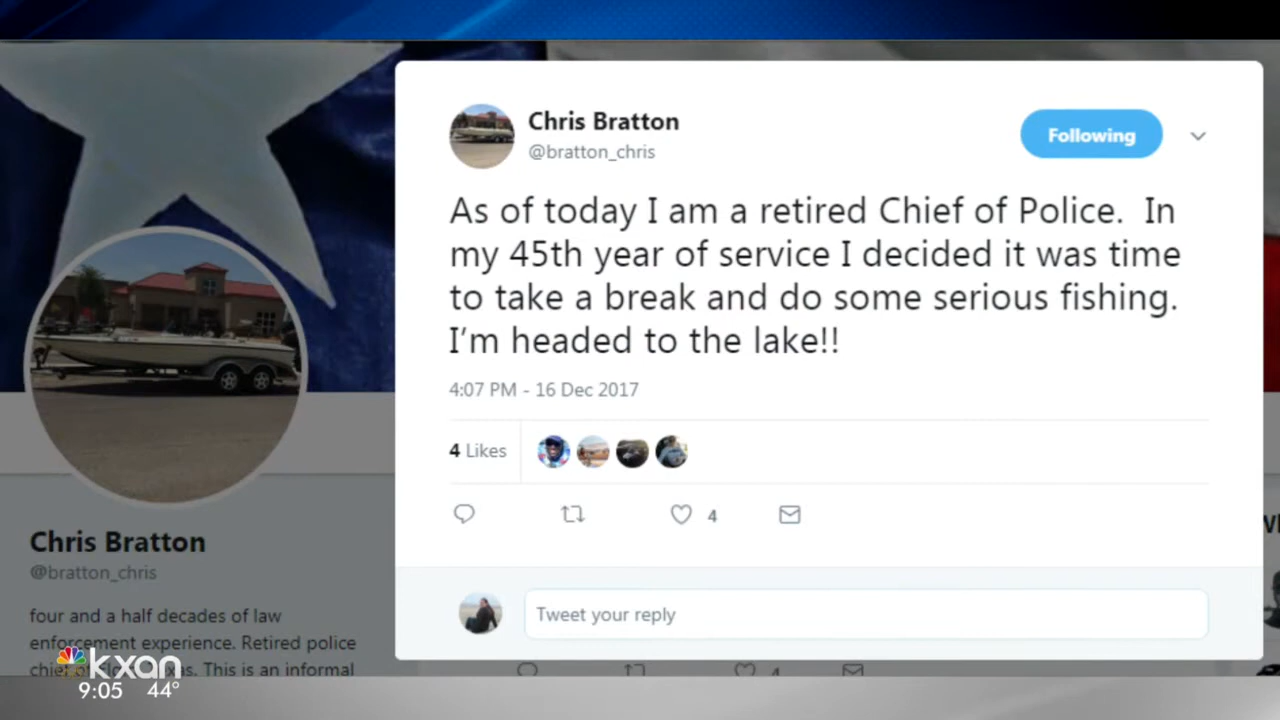 Chris Bratton
@bratton_chris
Following
As of today I am a retired Chief of Police. In
my 45th year of service I decided it was time
to take a break and do some serious fishing.
I'm headed to the lake!!
4:07 PM - 16 Dec 2017
4 Likes
4
Tweet your reply
Chris Bratton
@bratton_chris
four and a half decades of law
enforcement experience. Retired police
This is an informal
4
kxan
9:05 44°